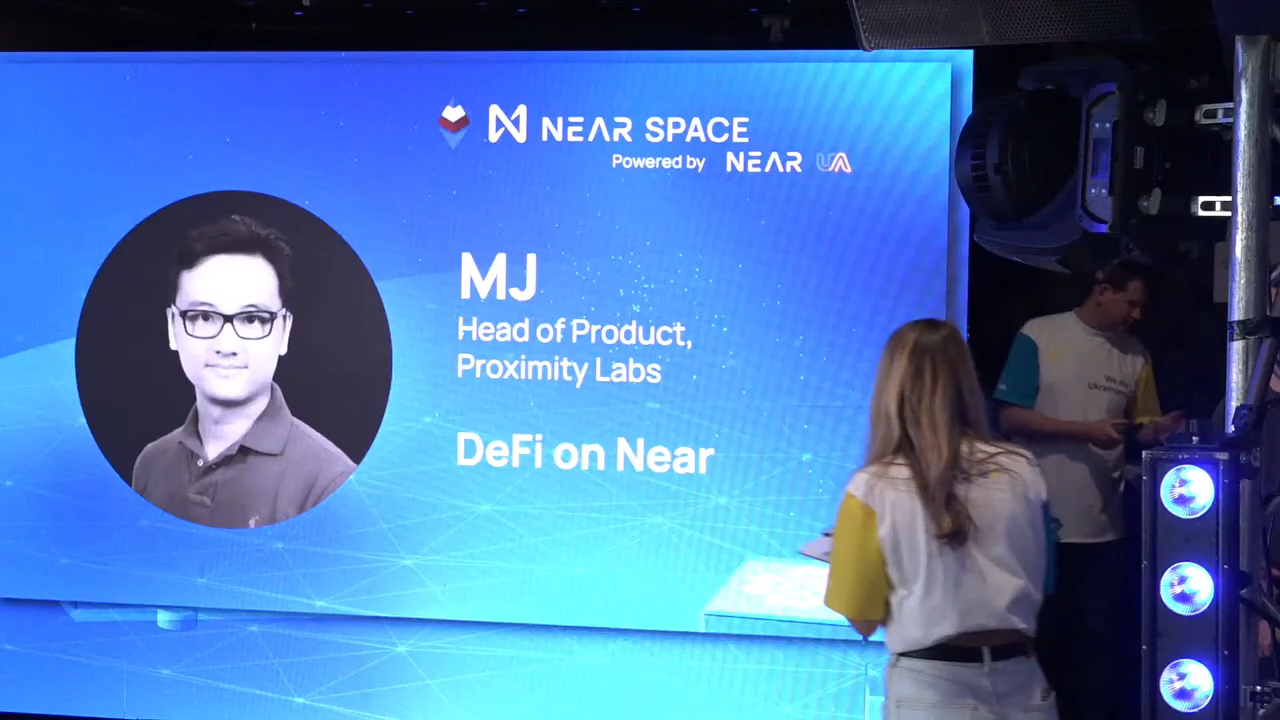 NEAR SPACE
Powered by NEAR UA
MJ
Head of Product,
Proximity Labs
DeFi on Near